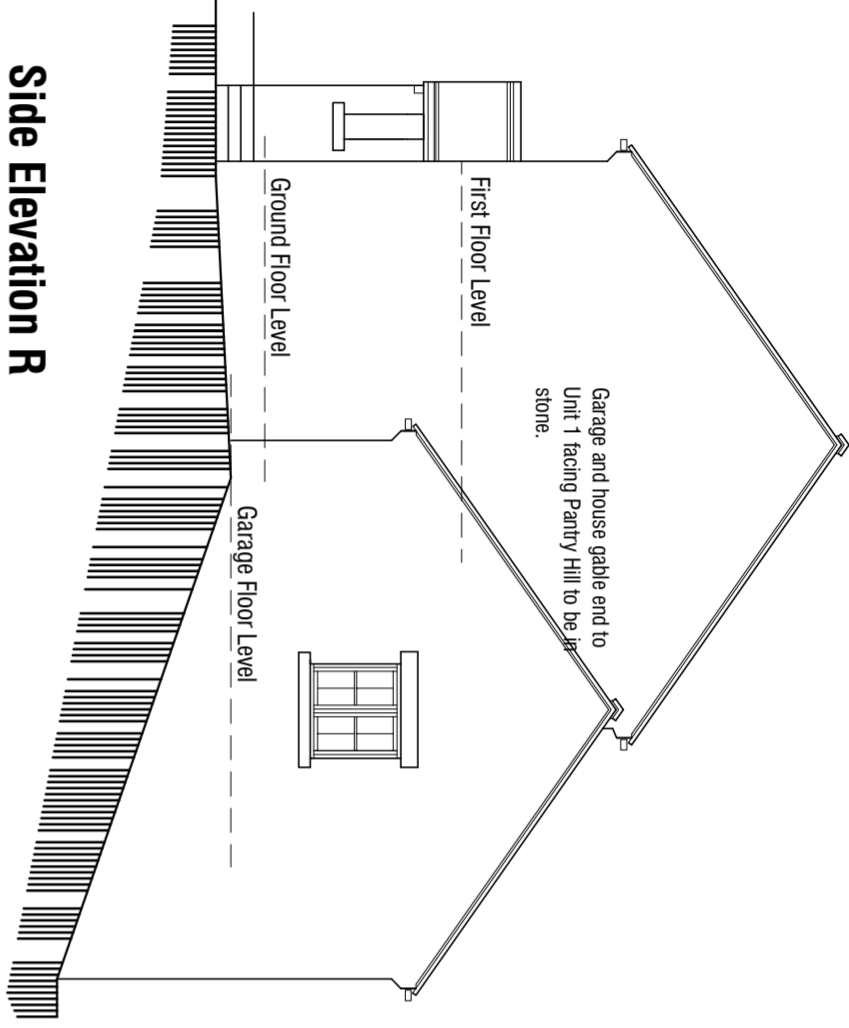 Garage and house gable end to
Unit 1 facing Pantry Hill to be in
stone.
First Floor Level
Ground Floor Level
Garage Floor Level
Side Elevation R